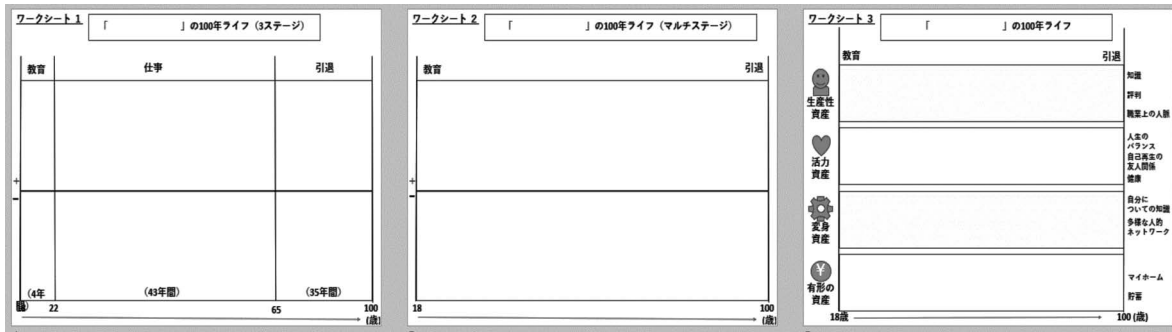 ワークシート 1
「　　　　　　　」の100年ライフ（3ステージ）
教育　仕事　引退
+
−
(4年間)　(43年間)　(35年間)
18　22　65　100
(歳)
ワークシート 2
「　　　　　　　」の100年ライフ（マルチステージ）
教育　引退
+
−
18　100
(歳)
ワークシート 3
「　　　　　　　」の100年ライフ
教育　引退
生産性
資産
知識
評判
職業上の人脈
活力
資産
人生の
バランス
自己再生の
友人関係
健康
変身
資産
自分に
ついての知識
多様な人的
ネットワーク
¥
有形の
資産
マイホーム
貯蓄
18歳　100 (歳)